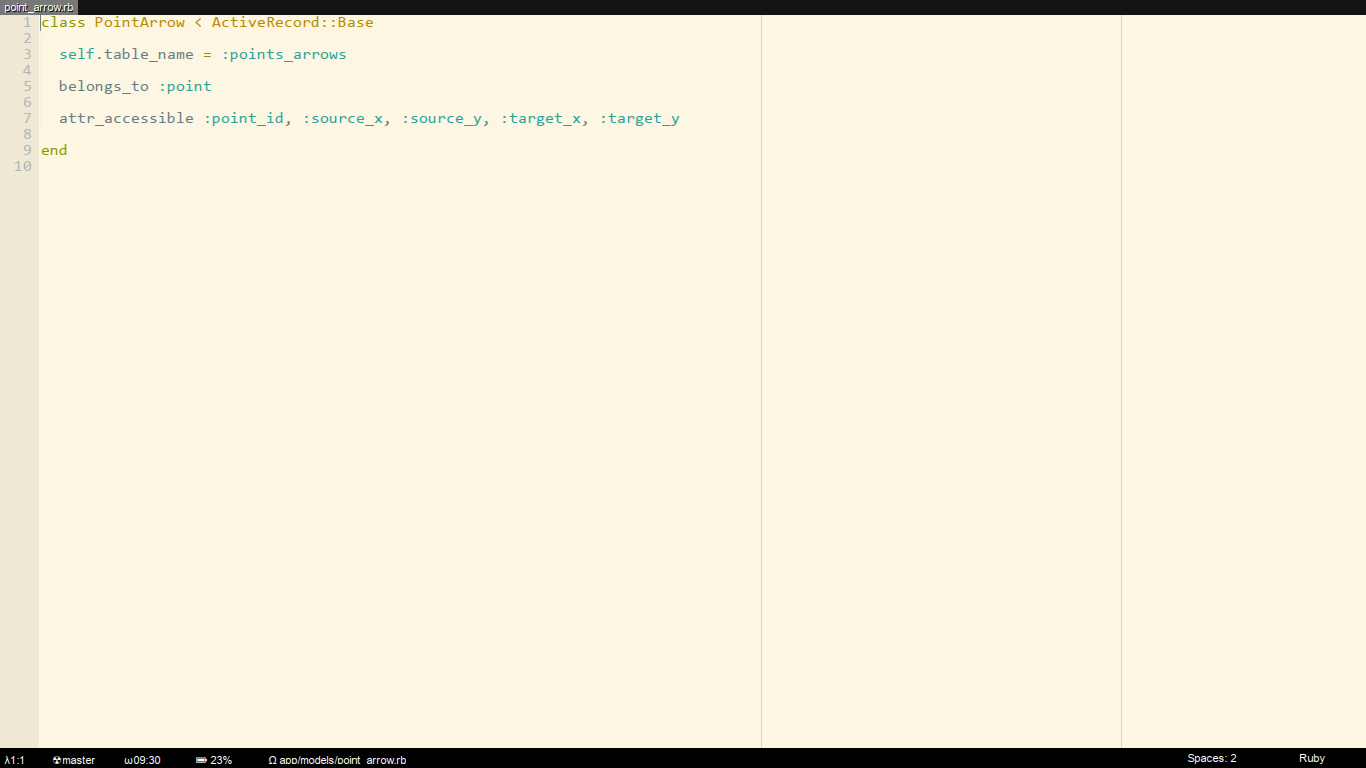 point_arrow.rb
1 class PointArrow < ActiveRecord::Base
2
3   self.table_name = :points_arrows
4
5   belongs_to :point
6
7   attr_accessible :point_id, :source_x, :source_y, :target_x, :target_y
8
9 end
10
λ1:1 ☢master ω09:30 23% Ω app/models/point_arrow.rb Spaces: 2 Ruby